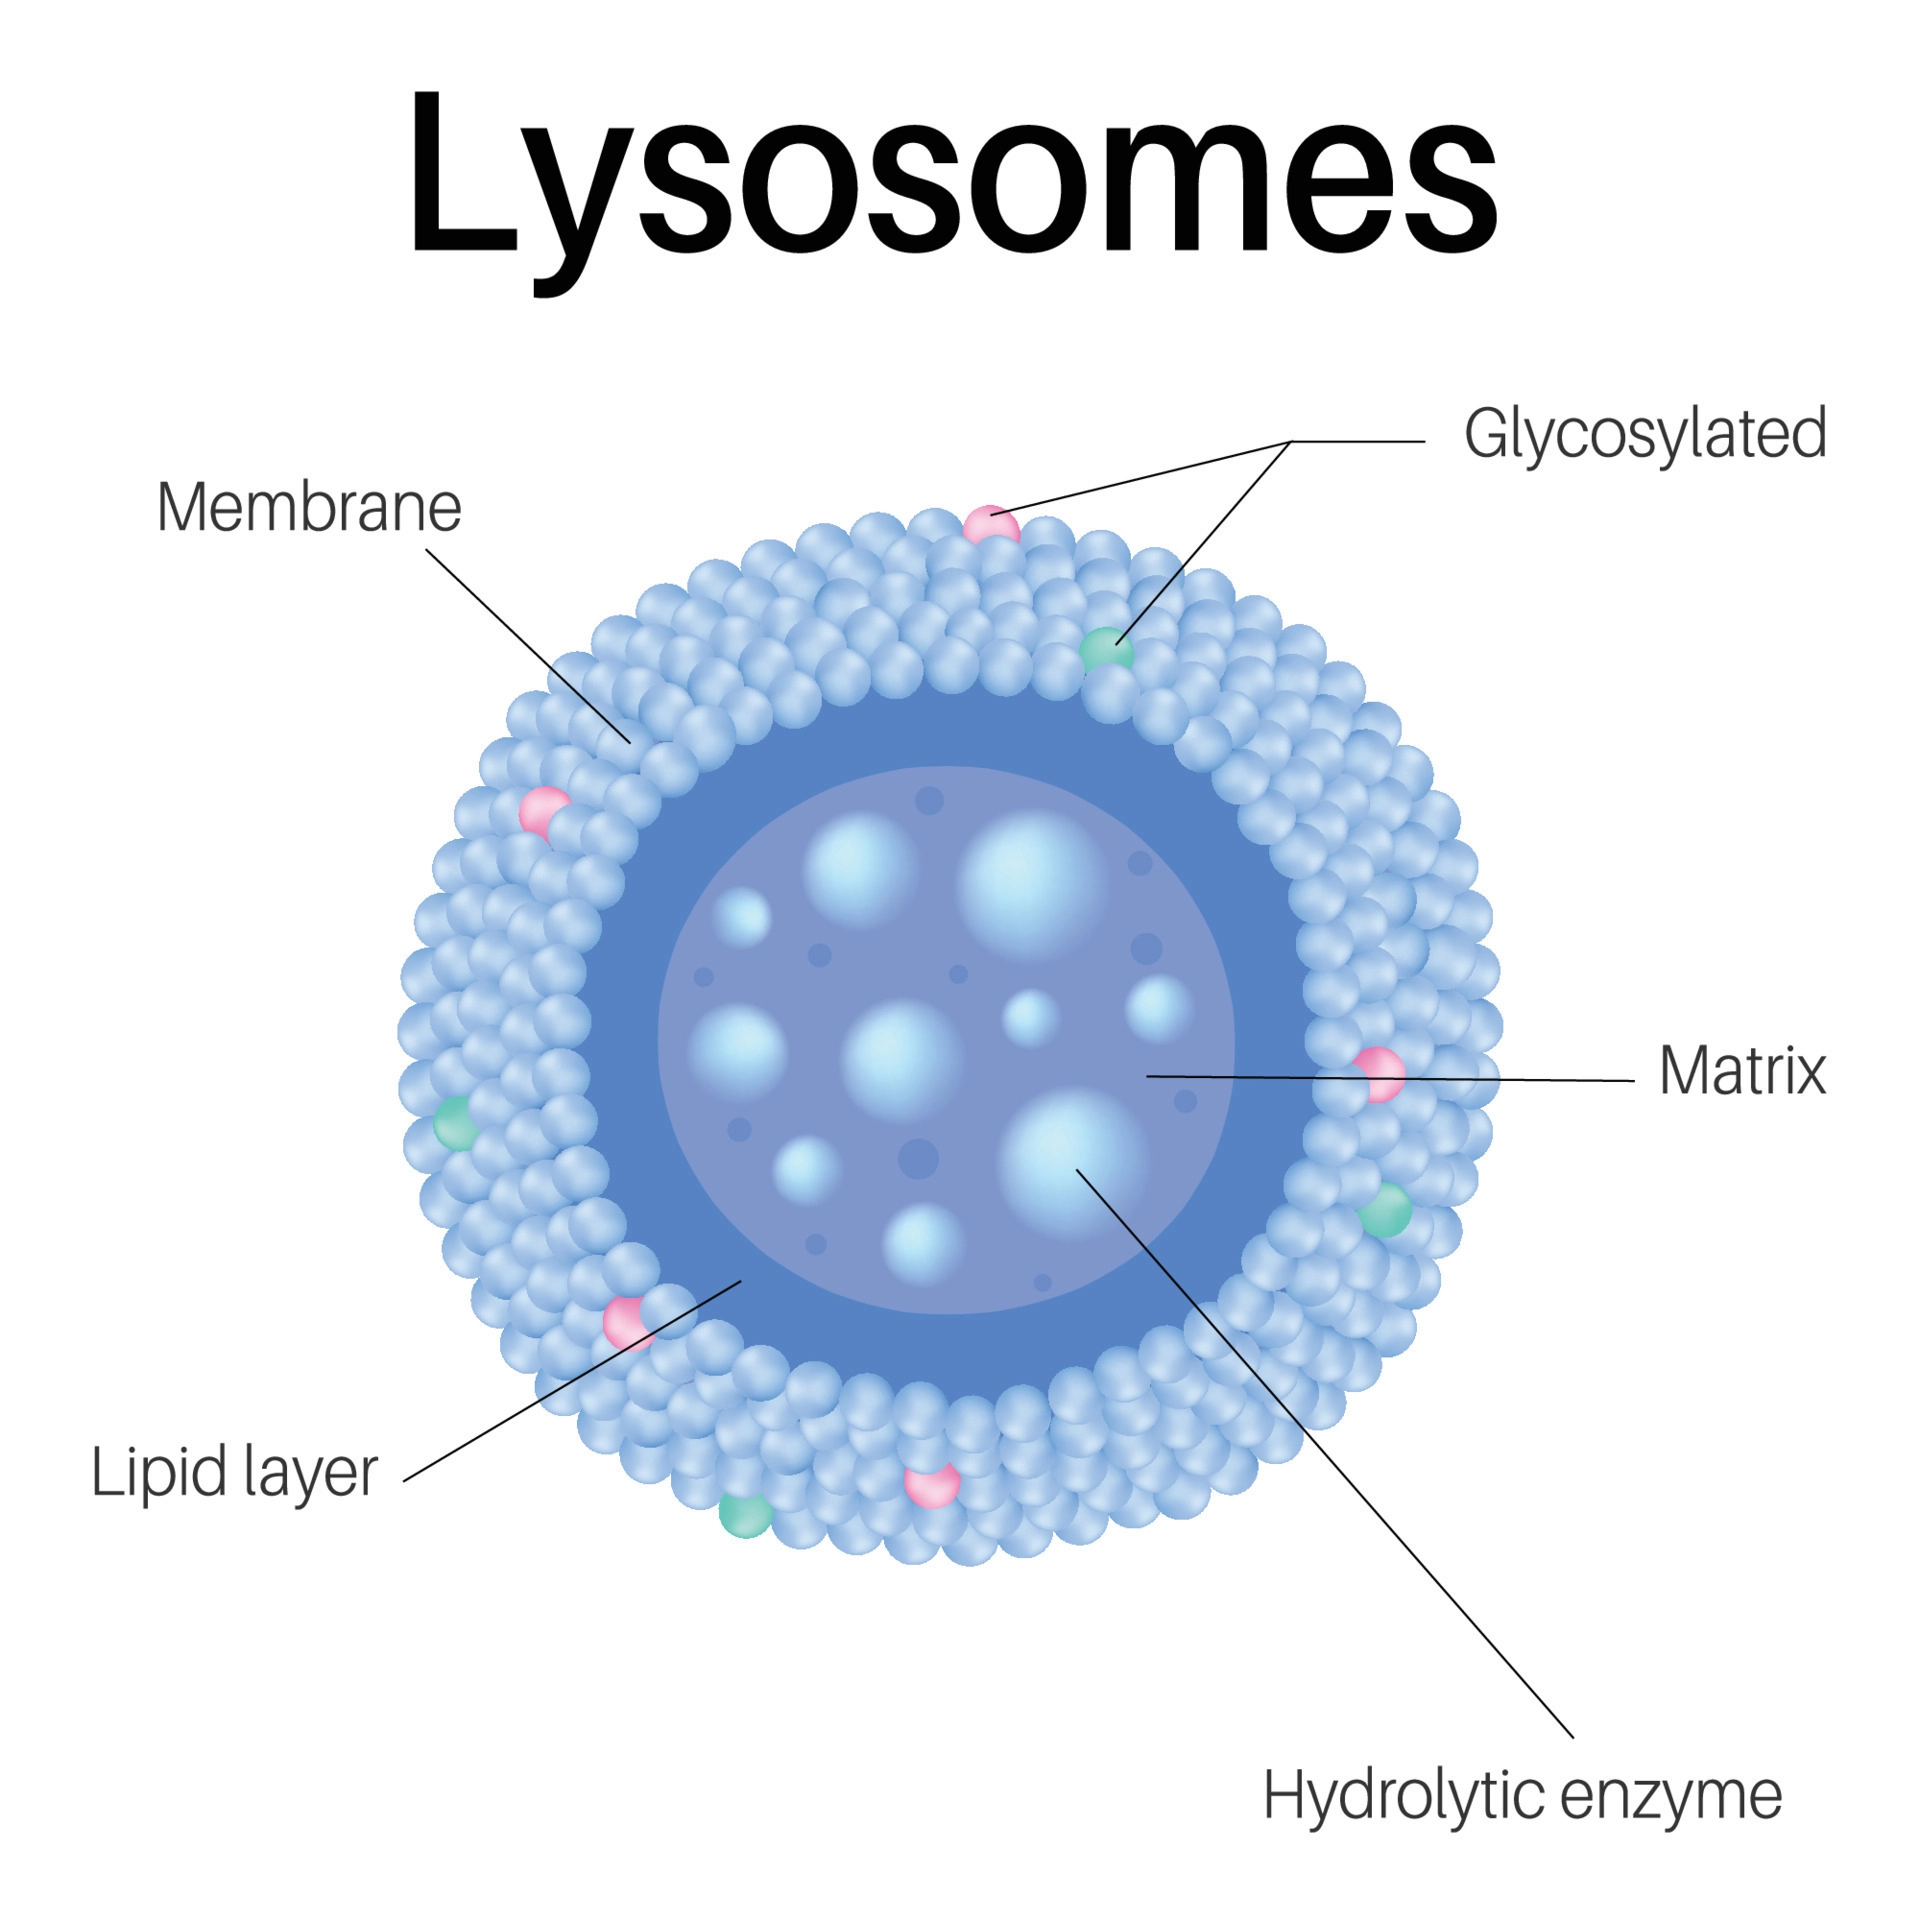 Lysosomes
Glycosylated
Membrane
Matrix
Lipid layer
Hydrolytic enzyme